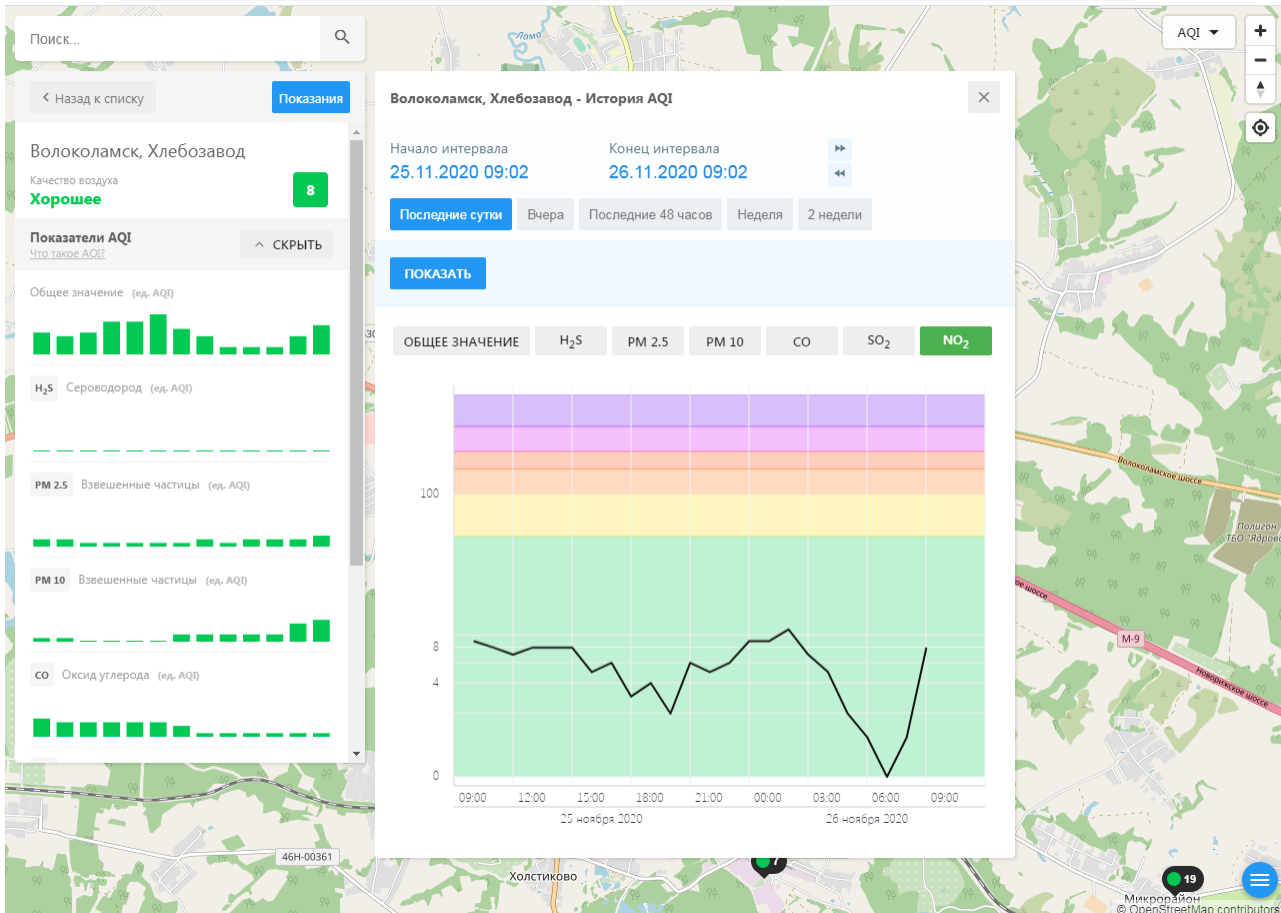 Поиск...
AQI
Ломо
Назад к списку
Показания
Волоколамск, Хлебозавод
Качество воздуха
Хорошее
8
Показатели AQI
Что такое AQI?
СКРЫТЬ
Общее значение (ед. AQI)
H2S Сероводород (ед. AQI)
PM 2.5 Взвешенные частицы (ед. AQI)
PM 10 Взвешенные частицы (ед. AQI)
CO Оксид углерода (ед. AQI)
Волоколамск, Хлебозавод - История AQI
Начало интервала
25.11.2020 09:02
Конец интервала
26.11.2020 09:02
Последние сутки
Вчера
Последние 48 часов
Неделя
2 недели
ПОКАЗАТЬ
ОБЩЕЕ ЗНАЧЕНИЕ
H2S
PM 2.5
PM 10
CO
SO2
NO2
100
8
4
0
09:00 12:00 15:00 18:00 21:00 00:00 03:00 06:00 09:00
25 ноября 2020 26 ноября 2020
Волоколамское шоссе
Полигон
ТБО "Ядрово
М-9
Новорижское шоссе
46Н-00361
Холстиково
7
19
Микрорайон
© OpenStreetMap contributors